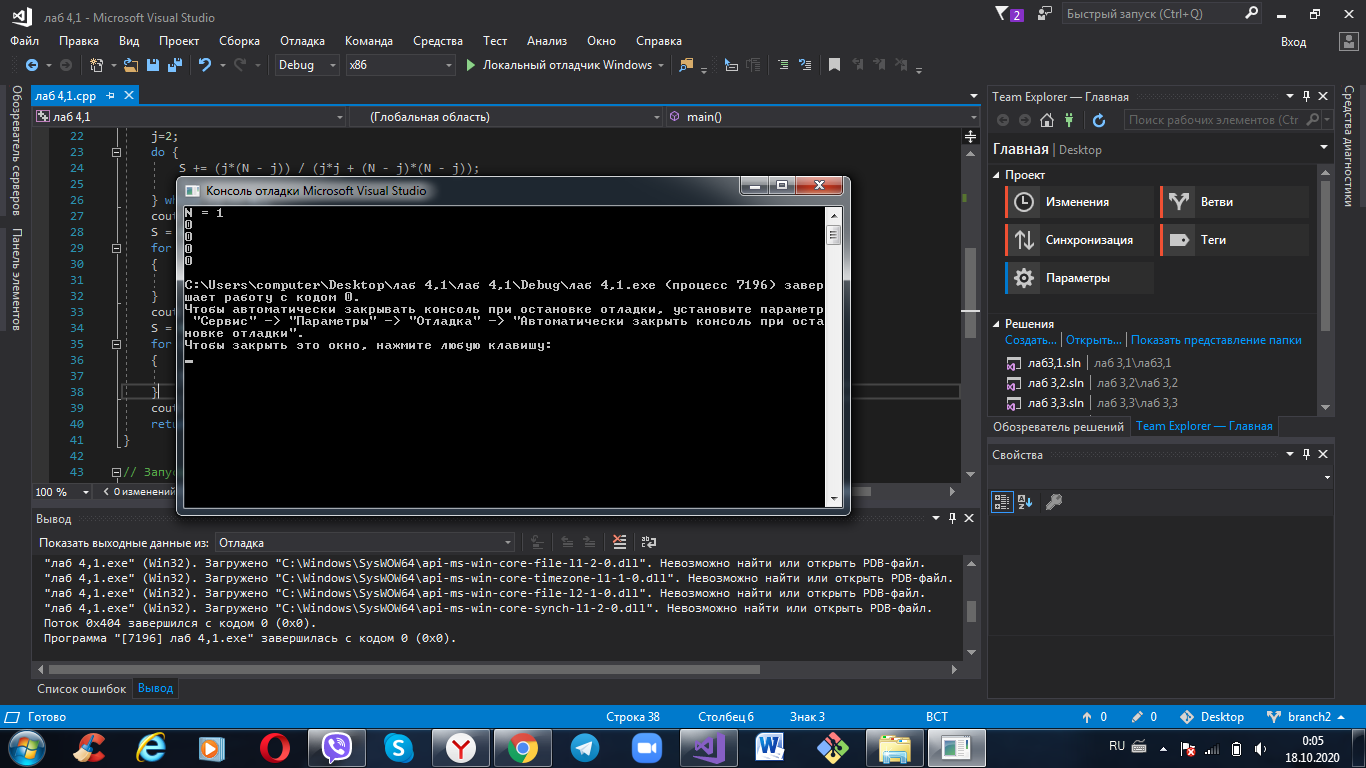 лаб 4,1 - Microsoft Visual Studio
2
Быстрый запуск (Ctrl+Q)
Файл Правка Вид Проект Сборка Отладка Команда Средства Тест Анализ Окно Справка
Вход
Debug x86 Локальный отладчик Windows
Обозреватель серверов
Панель элементов
лаб 4,1.cpp
лаб 4,1 (Глобальная область) main()
22 j=2;
23 do {
24 S += (j*(N - j)) / (j*j + (N - j)*(N - j));
25
26 } wh
27 cout
28 S =
29 for
30 {
31
32 }
33 cout
34 S =
35 for
36 {
37
38 }
39 cout
40 retu
41 }
42
43 // Запус
100 % 0 изменений
Консоль отладки Microsoft Visual Studio
N = 1
0
0
0
0
C:\Users\computer\Desktop\лаб 4,1\лаб 4,1\Debug\лаб 4,1.exe (процесс 7196) завер
шает работу с кодом 0.
Чтобы автоматически закрывать консоль при остановке отладки, установите параметр
"Сервис" -> "Параметры" -> "Отладка" -> "Автоматически закрыть консоль при оста
новке отладки".
Чтобы закрыть это окно, нажмите любую клавишу:
Team Explorer — Главная
Поиск рабочих элементов (Ctr
Главная | Desktop
Проект
Изменения Ветви
Синхронизация Теги
Параметры
Решения
Создать... | Открыть... | Показать представление папки
лаб3,1.sln | лаб 3,1\лаб3,1
лаб 3,2.sln | лаб 3,2\лаб 3,2
лаб 3,3.sln | лаб 3,3\лаб 3,3
Обозреватель решений Team Explorer — Главная
Свойства
Средства диагностики
Вывод
Показать выходные данные из: Отладка
"лаб 4,1.exe" (Win32). Загружено "C:\Windows\SysWOW64\api-ms-win-core-file-l1-2-0.dll". Невозможно найти или открыть PDB-файл.
"лаб 4,1.exe" (Win32). Загружено "C:\Windows\SysWOW64\api-ms-win-core-timezone-l1-1-0.dll". Невозможно найти или открыть PDB-файл.
"лаб 4,1.exe" (Win32). Загружено "C:\Windows\SysWOW64\api-ms-win-core-file-l2-1-0.dll". Невозможно найти или открыть PDB-файл.
"лаб 4,1.exe" (Win32). Загружено "C:\Windows\SysWOW64\api-ms-win-core-synch-l1-2-0.dll". Невозможно найти или открыть PDB-файл.
Поток 0x404 завершился с кодом 0 (0x0).
Программа "[7196] лаб 4,1.exe" завершилась с кодом 0 (0x0).
Список ошибок Вывод
Готово Строка 38 Столбец 6 Знак 3 ВСТ 0 0 Desktop branch2
RU 0:05
18.10.2020